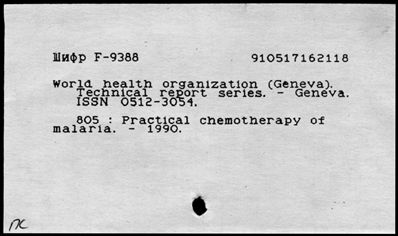 Шифр F-9388 910517162118
World health organization (Geneva).
Technical report series. - Geneva.
ISSN 0512-3054.
805 : Practical chemotherapy of
malaria. - 1990.
ПС